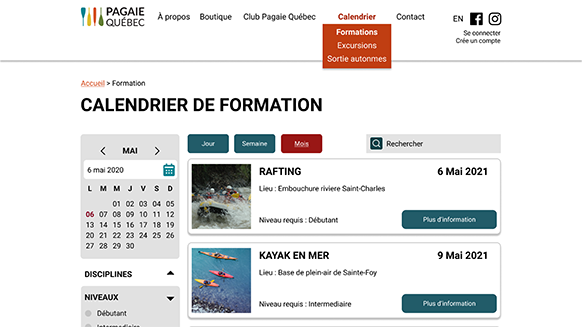 PAGAIE
QUÉBEC
À propos Boutique Club Pagaie Québec Calendrier Contact
EN
Se connecter
Crée un compte
Formations
Excursions
Sortie autonmes
Accueil > Formation
CALENDRIER DE FORMATION
MAI
6 mai 2020
L M M J V S D
01 02 03 04 05
06 07 08 09 10 11 12
13 14 15 16 17 18 19
20 21 22 23 24 25 26
27 28 29 30
DISCIPLINES
NIVEAUX
Débutant
Intermediaire
Jour Semaine Mois
Rechercher
RAFTING 6 Mai 2021
Lieu : Embouchure riviere Saint-Charles
Niveau requis : Débutant Plus d'information
KAYAK EN MER 9 Mai 2021
Lieu : Base de plein-air de Sainte-Foy
Niveau requis : Intermediaire Plus d'information